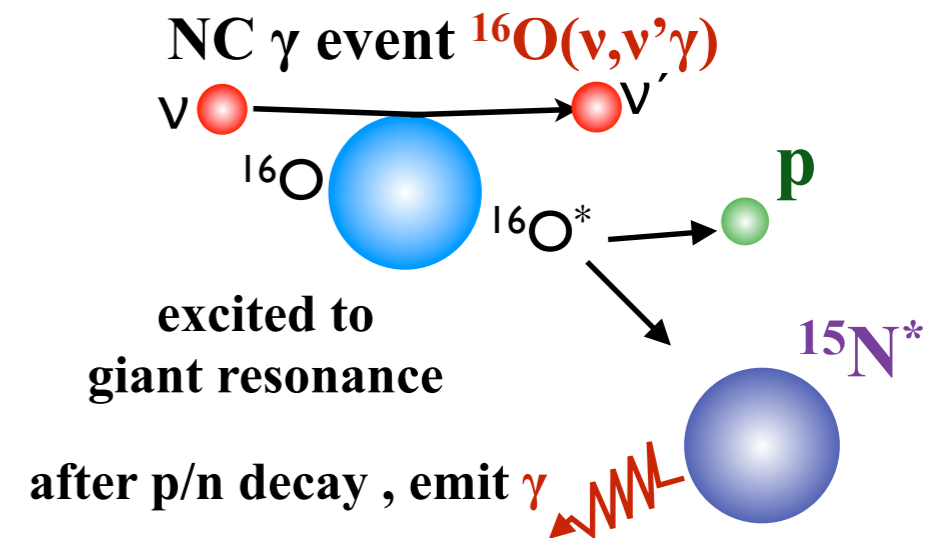 NC γ event ¹⁶O(ν,ν’γ)
ν
ν´
¹⁶O
p
¹⁶O*
excited to
giant resonance
¹⁵N*
after p/n decay , emit γ